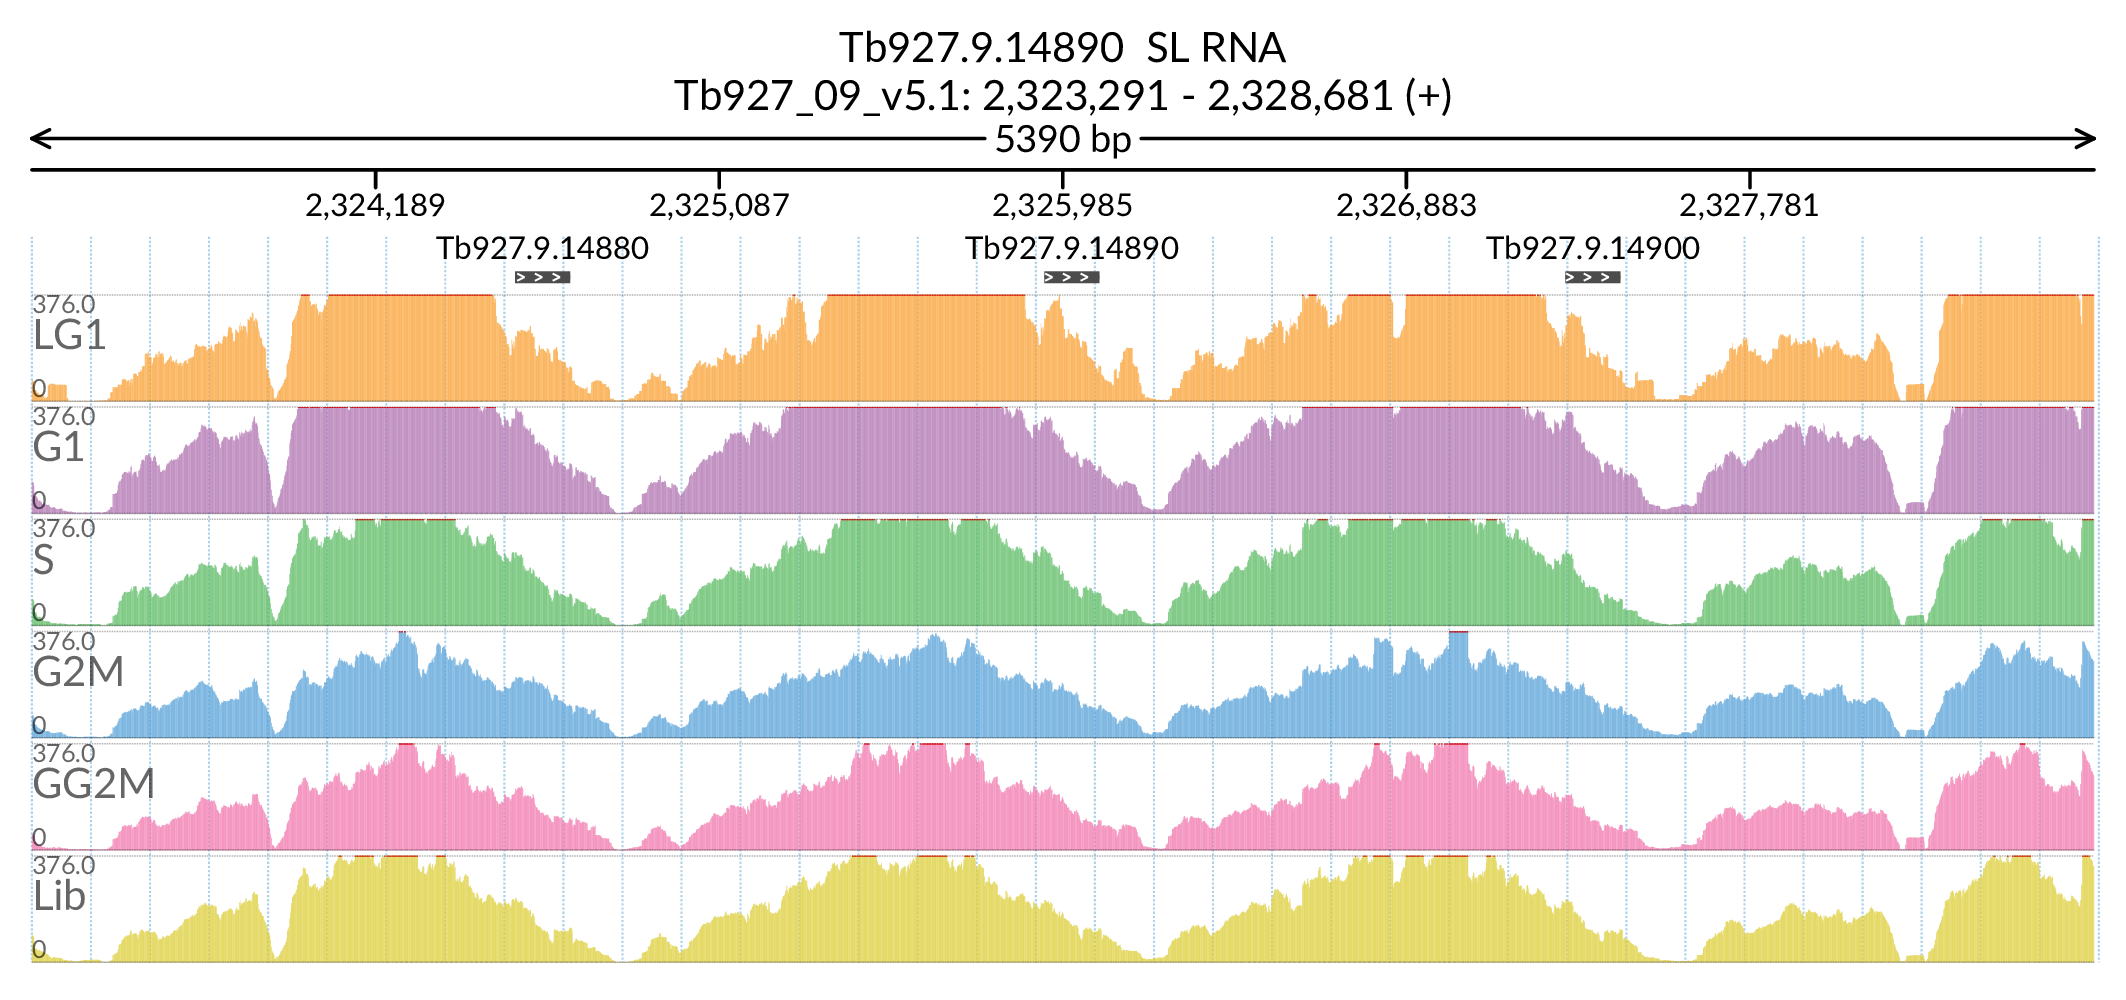 Tb927.9.14890  SL RNA
Tb927_09_v5.1: 2,323,291 - 2,328,681 (+)
5390 bp
2,324,189 2,325,087 2,325,985 2,326,883 2,327,781
Tb927.9.14880 Tb927.9.14890 Tb927.9.14900
376.0
LG1
0
376.0
G1
0
376.0
S
0
376.0
G2M
0
376.0
GG2M
0
376.0
Lib
0